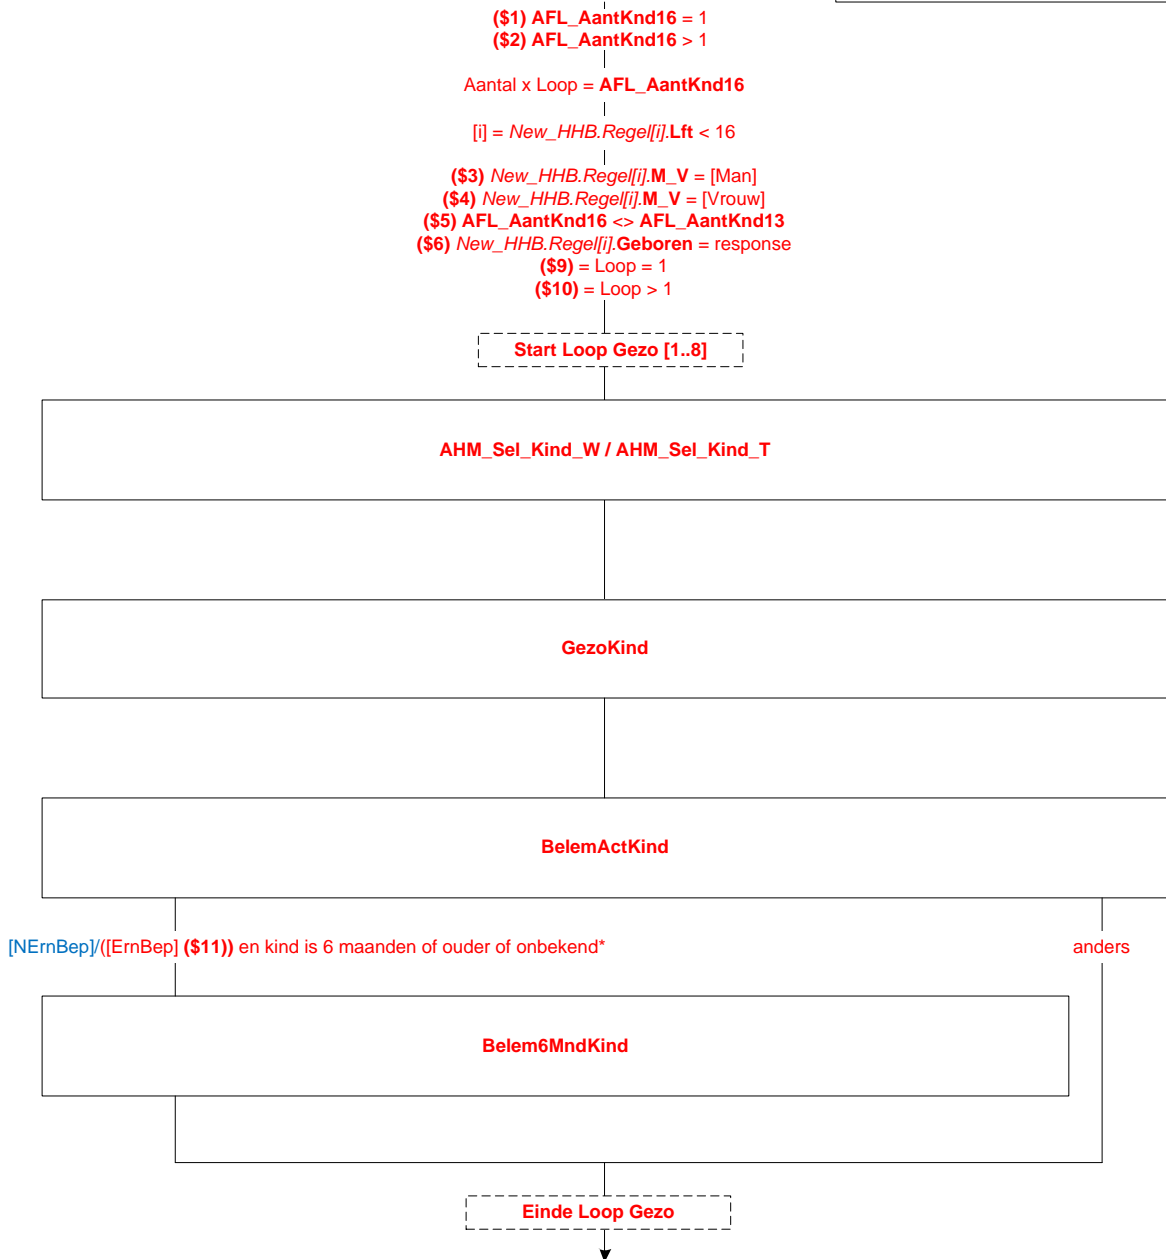 ($1) AFL_AantKnd16 = 1
($2) AFL_AantKnd16 > 1
Aantal x Loop = AFL_AantKnd16
[i] = New_HHB.Regel[i].Lft < 16
($3) New_HHB.Regel[i].M_V = [Man]
($4) New_HHB.Regel[i].M_V = [Vrouw]
($5) AFL_AantKnd16 <> AFL_AantKnd13
($6) New_HHB.Regel[i].Geboren = response
($9) = Loop = 1
($10) = Loop > 1
Start Loop Gezo [1..8]
AHM_Sel_Kind_W / AHM_Sel_Kind_T
GezoKind
BelemActKind
[NErnBep]/([ErnBep] ($11)) en kind is 6 maanden of ouder of onbekend*
anders
Belem6MndKind
Einde Loop Gezo